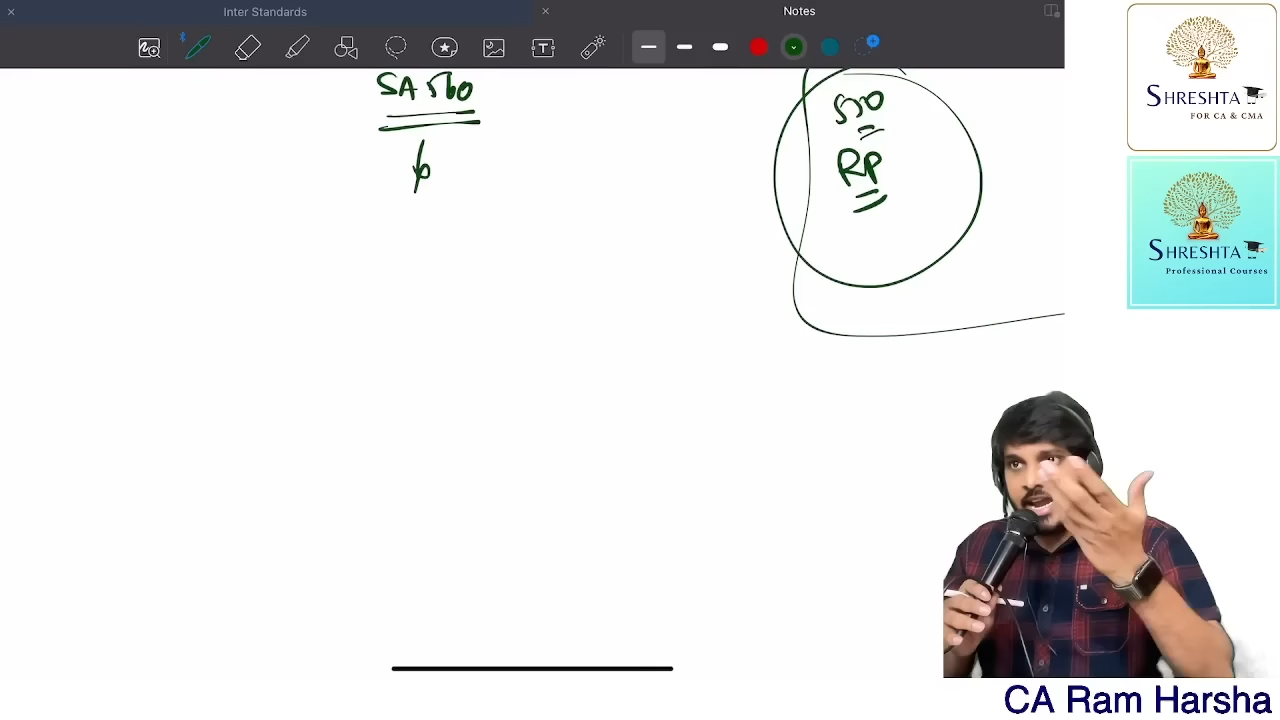 Inter Standards
Notes
SA 560
550
RP
SHRESHTA
FOR CA & CMA
SHRESHTA
Professional Courses
CA Ram Harsha